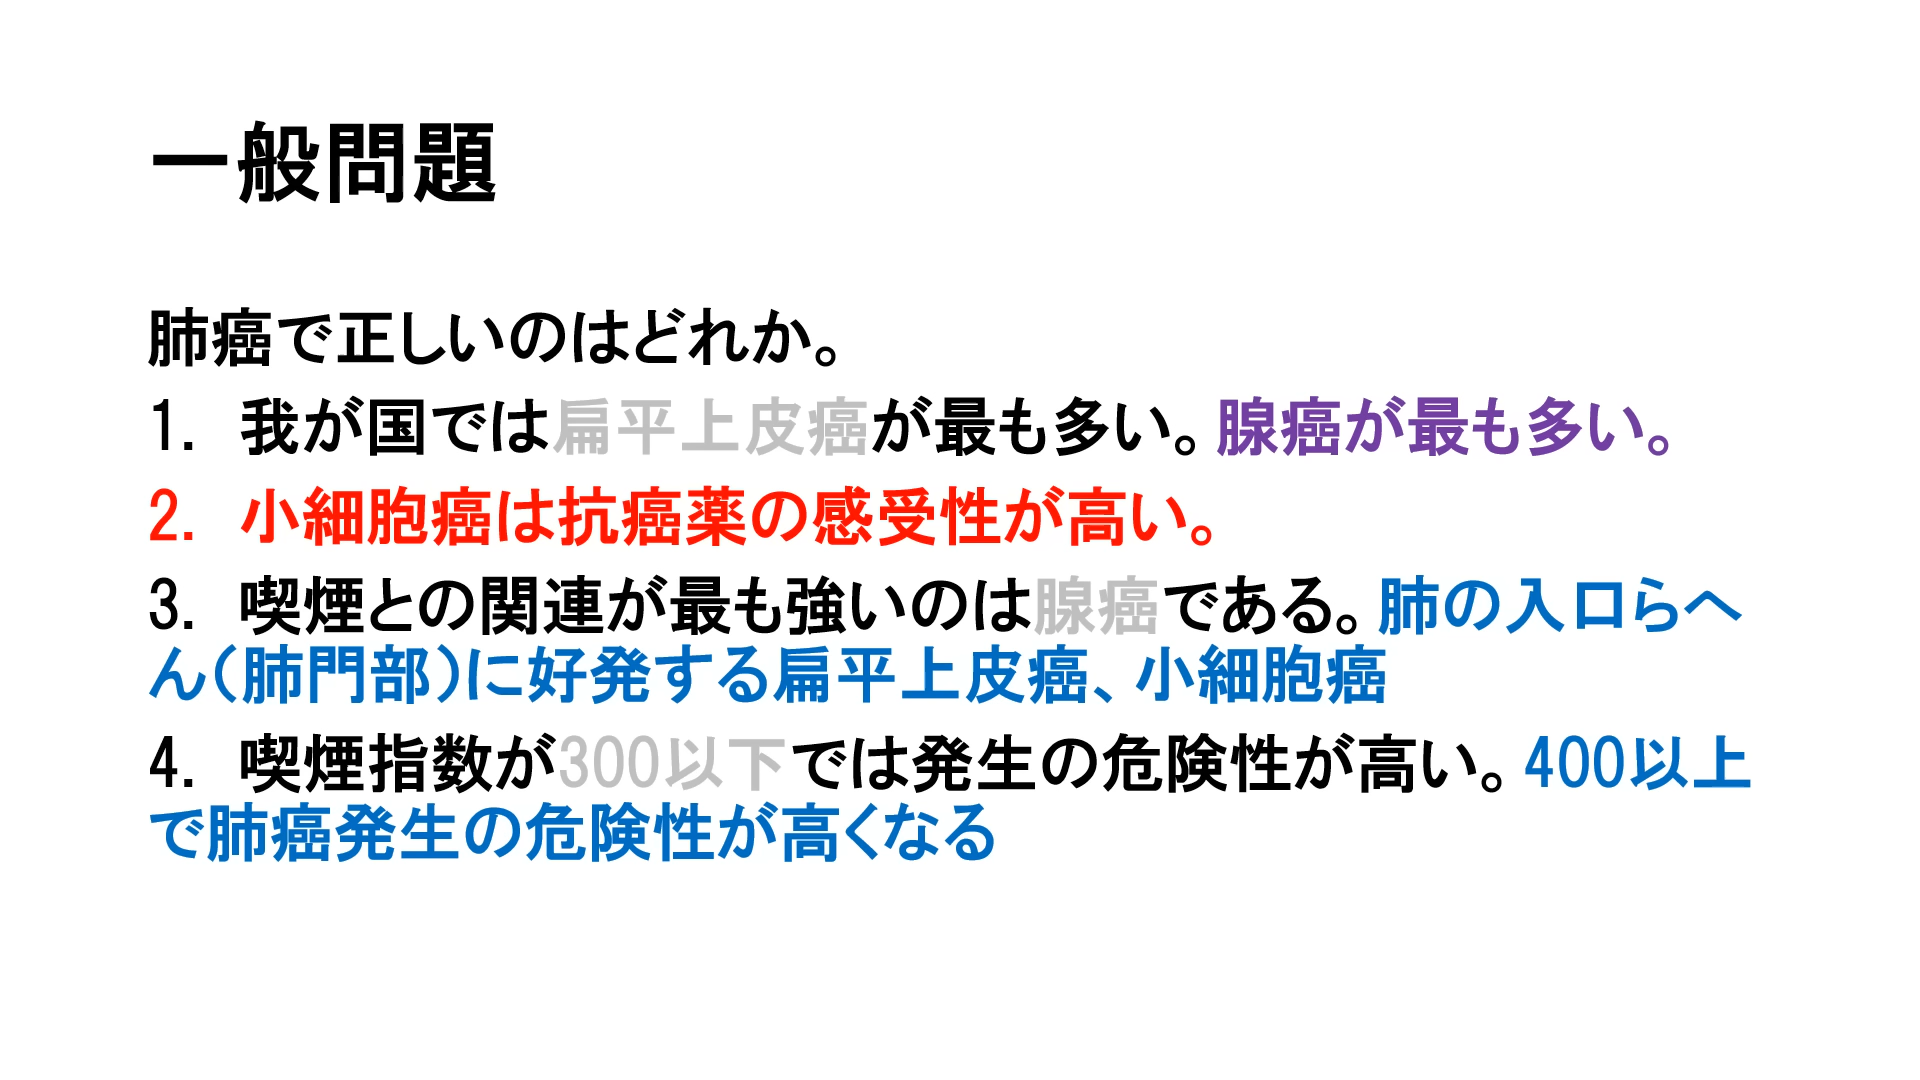 一般問題
肺癌で正しいのはどれか。
1. 我が国では扁平上皮癌が最も多い。腺癌が最も多い。
2. 小細胞癌は抗癌薬の感受性が高い。
3. 喫煙との関連が最も強いのは腺癌である。肺の入口らへ
ん（肺門部）に好発する扁平上皮癌、小細胞癌
4. 喫煙指数が300以下では発生の危険性が高い。400以上
で肺癌発生の危険性が高くなる